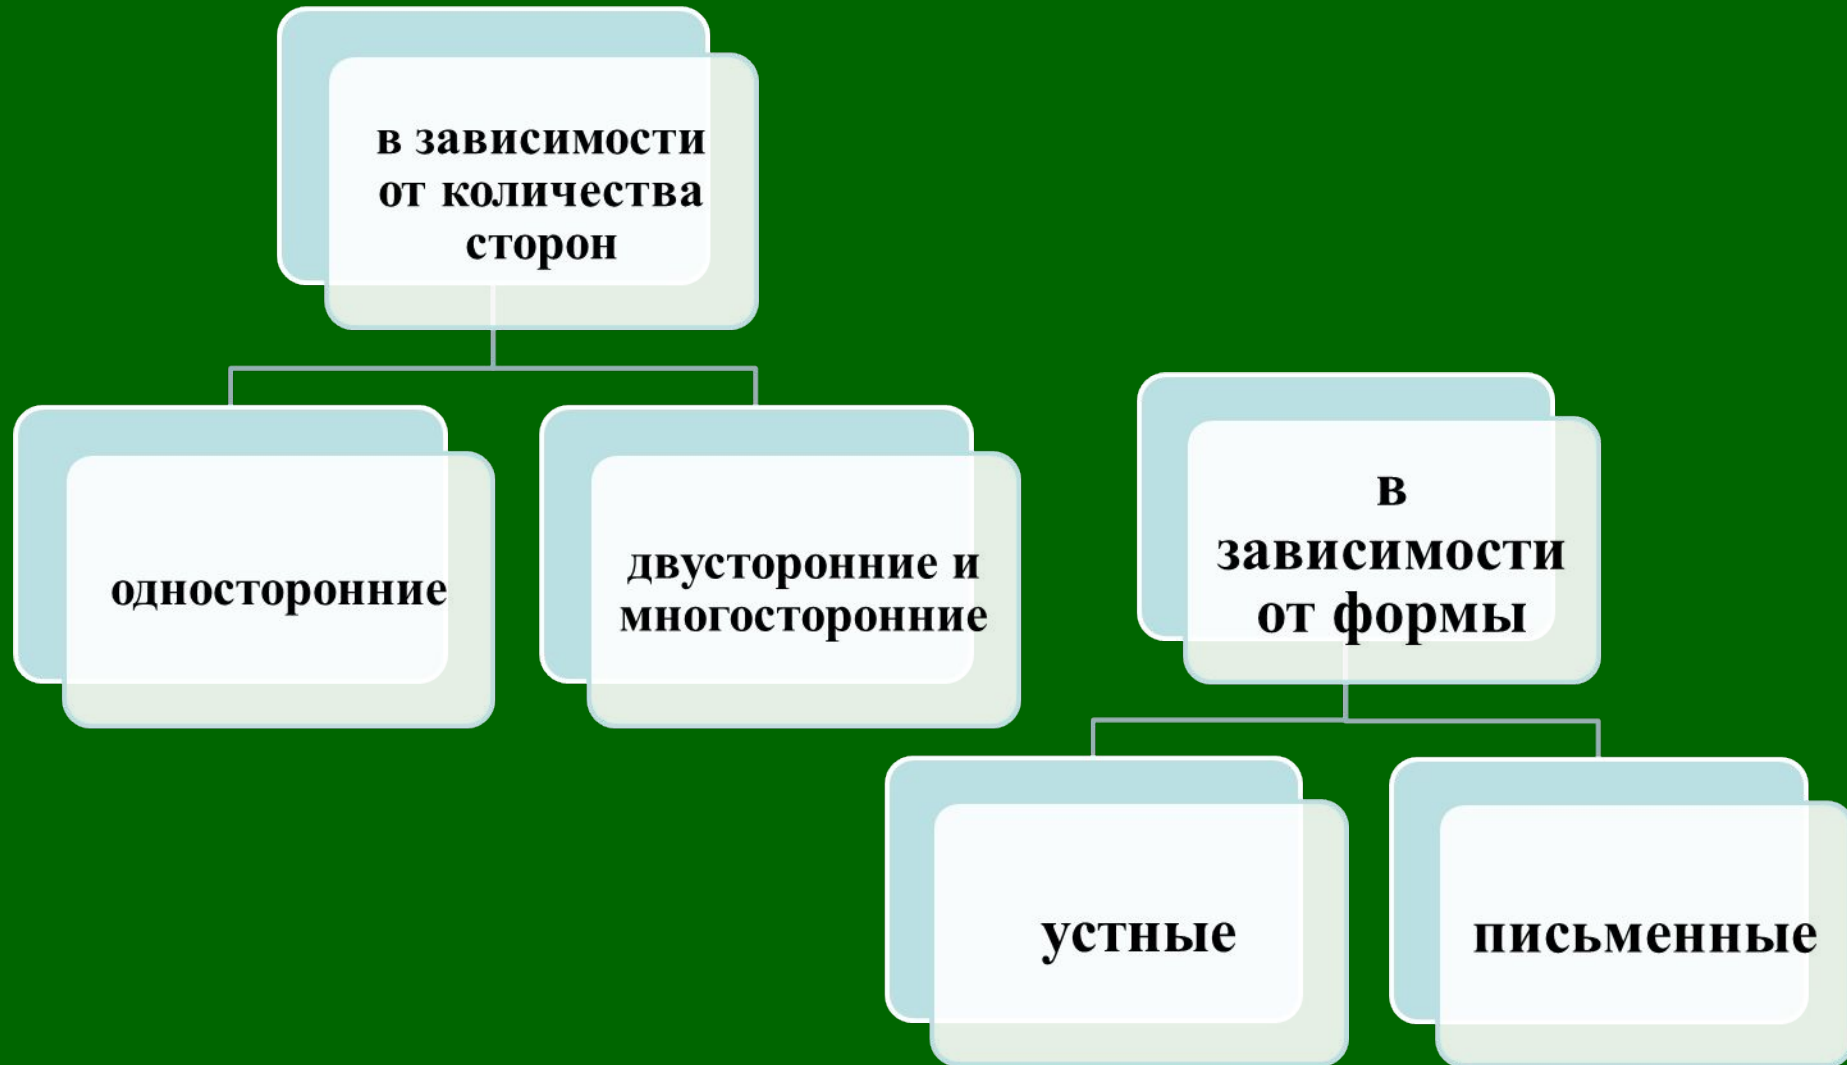 в зависимости
от количества
сторон
односторонние
двусторонние и
многосторонние
в
зависимости
от формы
устные
письменные